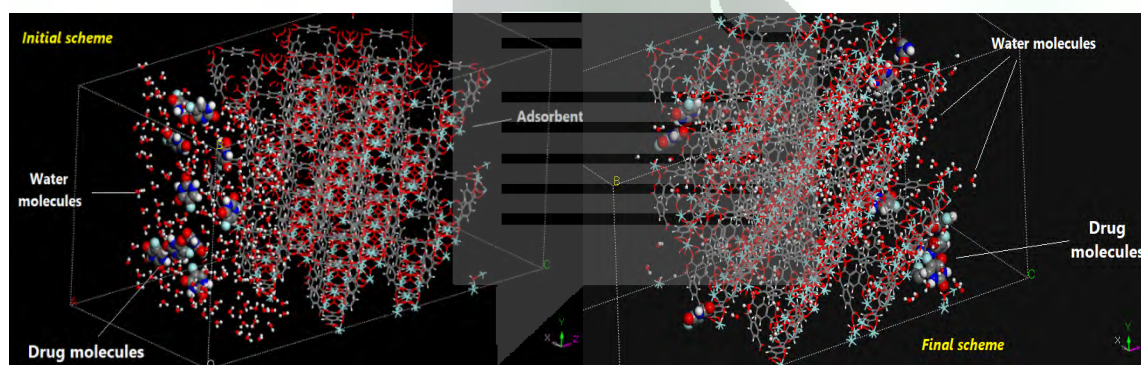 Initial scheme
Adsorbent
Water
molecules
Drug molecules
B
C
X
Y
Z
Water molecules
Drug
molecules
Final scheme
B
C
X
Y